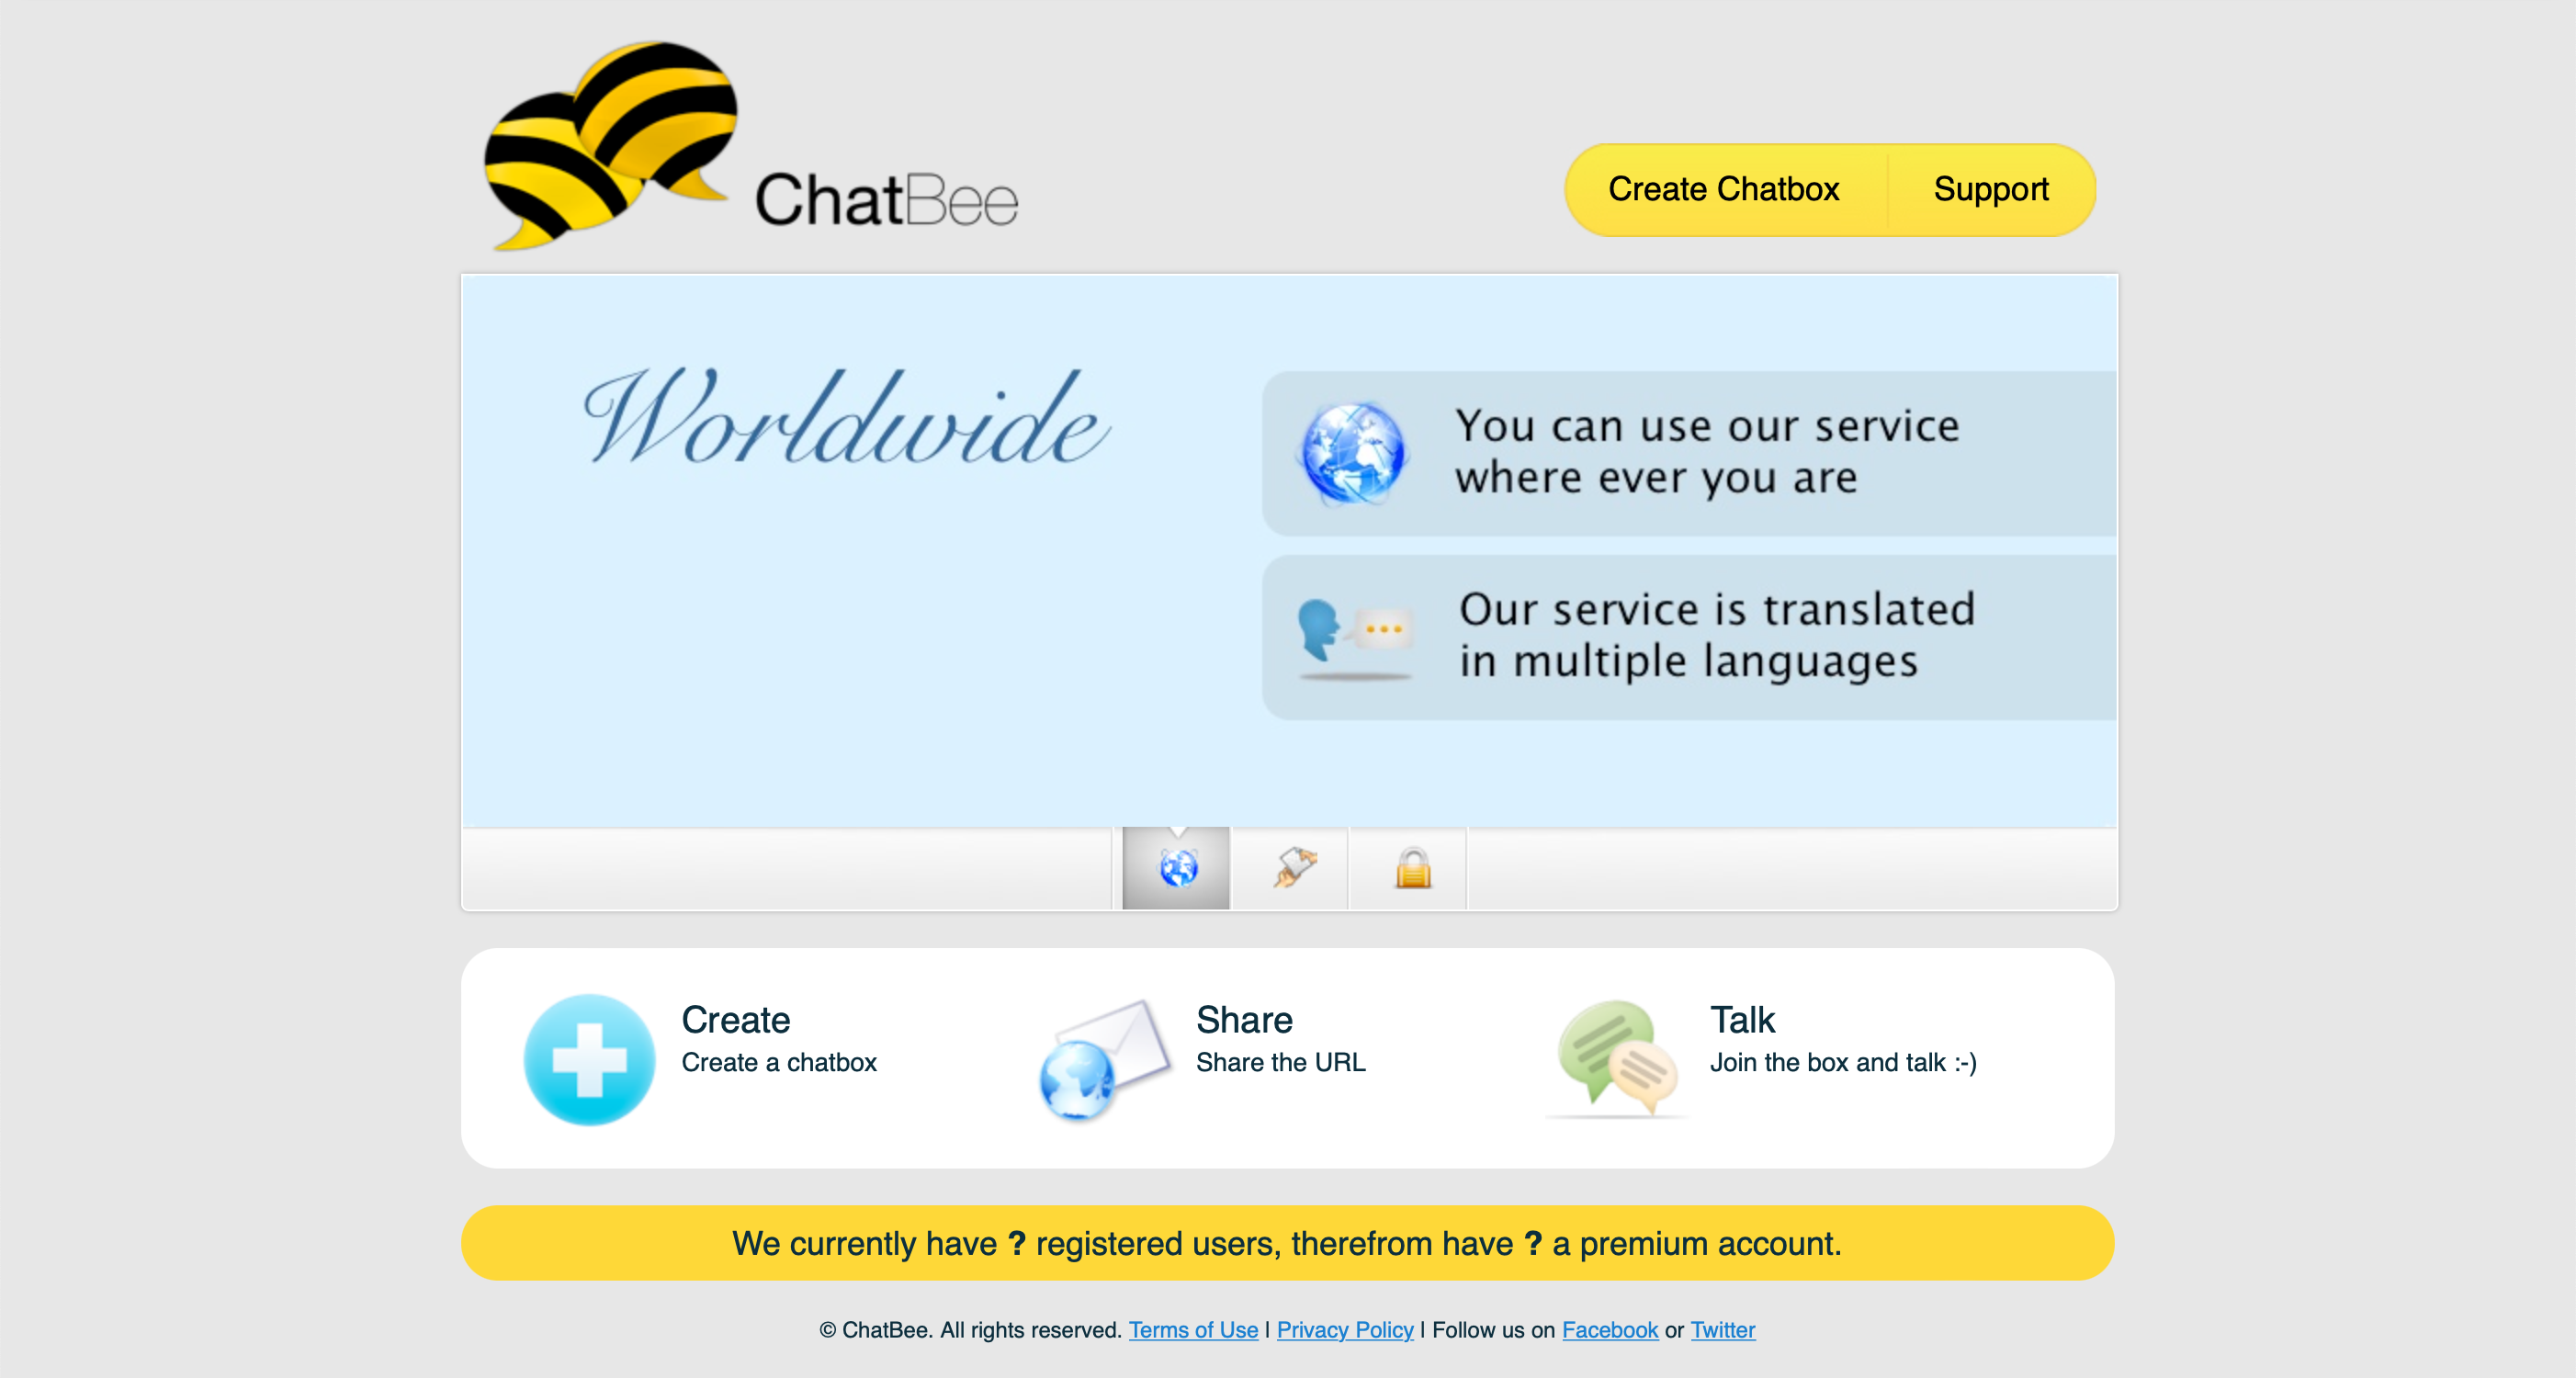 ChatBee
Create Chatbox
Support
Worldwide
You can use our service
where ever you are
Our service is translated
in multiple languages
Create
Create a chatbox
Share
Share the URL
Talk
Join the box and talk :-)
We currently have ? registered users, therefrom have ? a premium account.
© ChatBee. All rights reserved. Terms of Use | Privacy Policy | Follow us on Facebook or Twitter